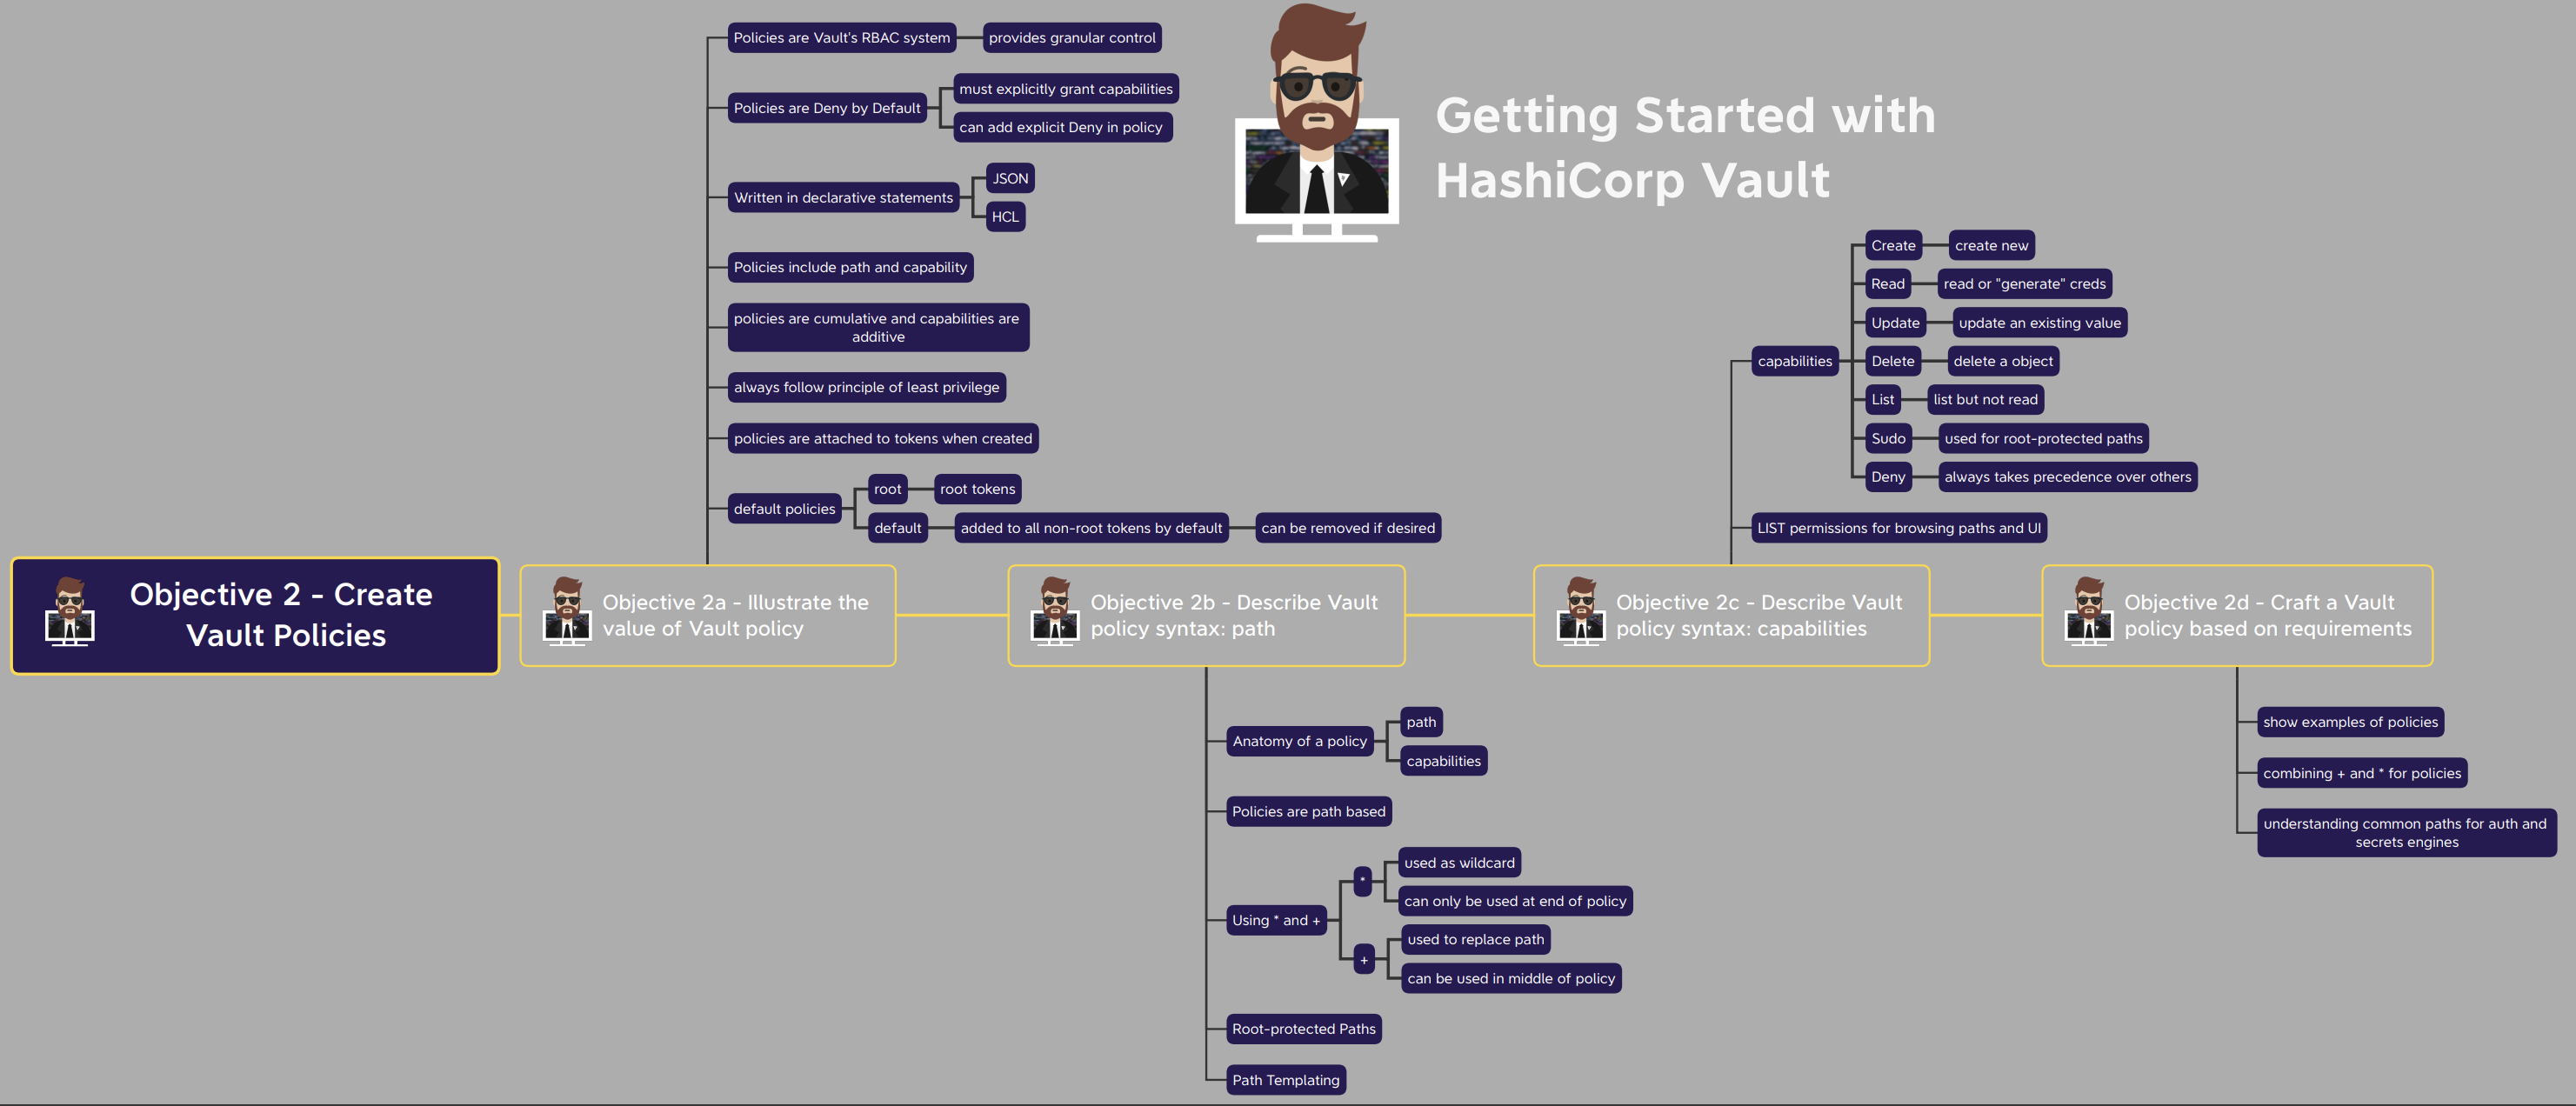 Getting Started with
HashiCorp Vault
Objective 2 - Create
Vault Policies
Objective 2a - Illustrate the
value of Vault policy
Policies are Vault's RBAC system
provides granular control
Policies are Deny by Default
must explicitly grant capabilities
can add explicit Deny in policy
Written in declarative statements
JSON
HCL
Policies include path and capability
policies are cumulative and capabilities are
additive
always follow principle of least privilege
policies are attached to tokens when created
default policies
root
root tokens
default
added to all non-root tokens by default
can be removed if desired
Objective 2b - Describe Vault
policy syntax: path
Anatomy of a policy
path
capabilities
Policies are path based
Using * and +
*
used as wildcard
can only be used at end of policy
+
used to replace path
can be used in middle of policy
Root-protected Paths
Path Templating
Objective 2c - Describe Vault
policy syntax: capabilities
capabilities
Create
create new
Read
read or "generate" creds
Update
update an existing value
Delete
delete a object
List
list but not read
Sudo
used for root-protected paths
Deny
always takes precedence over others
LIST permissions for browsing paths and UI
Objective 2d - Craft a Vault
policy based on requirements
show examples of policies
combining + and * for policies
understanding common paths for auth and
secrets engines